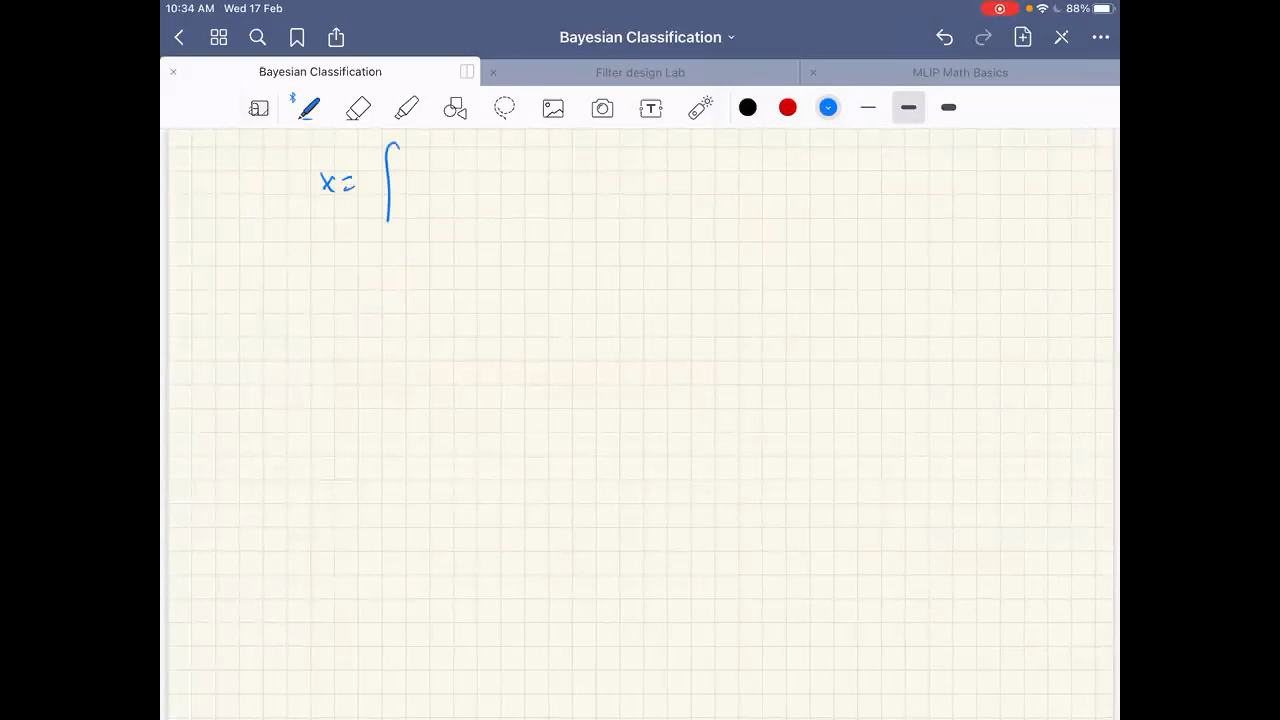 10:34 AM Wed 17 Feb 88%
Bayesian Classification
Bayesian Classification Filter design Lab MLIP Math Basics
T
x =